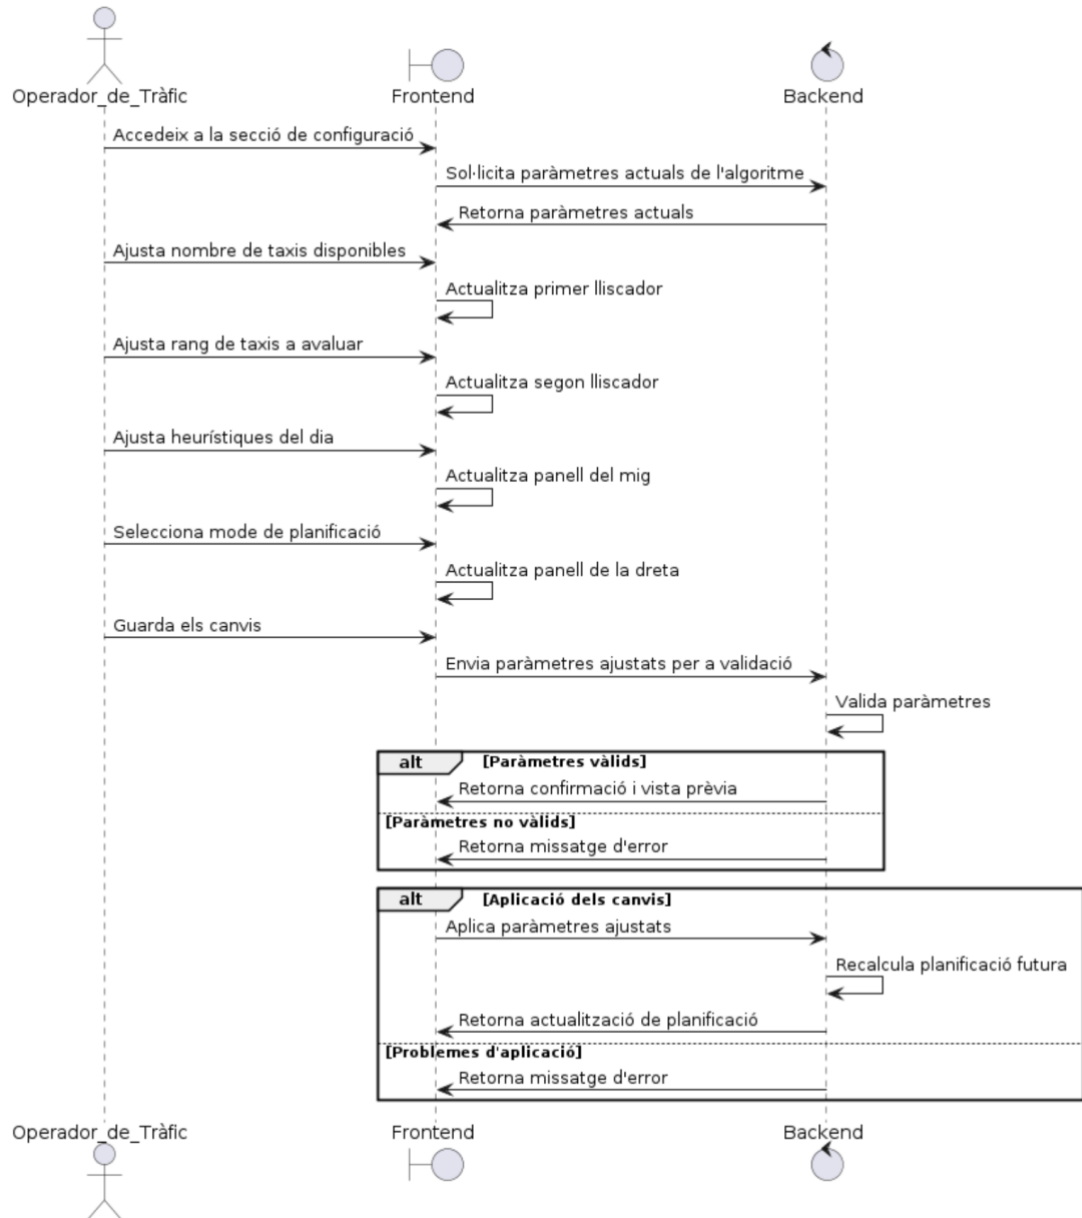 Operador_de_Tràfic
Frontend
Backend
Accedeix a la secció de configuració
Sol·licita paràmetres actuals de l'algoritme
Retorna paràmetres actuals
Ajusta nombre de taxis disponibles
Actualitza primer lliscador
Ajusta rang de taxis a avaluar
Actualitza segon lliscador
Ajusta heurístiques del dia
Actualitza panell del mig
Selecciona mode de planificació
Actualitza panell de la dreta
Guarda els canvis
Envia paràmetres ajustats per a validació
Valida paràmetres
alt [Paràmetres vàlids]
Retorna confirmació i vista prèvia
[Paràmetres no vàlids]
Retorna missatge d'error
alt [Aplicació dels canvis]
Aplica paràmetres ajustats
Recalcula planificació futura
Retorna actualització de planificació
[Problemes d'aplicació]
Retorna missatge d'error
Operador_de_Tràfic
Frontend
Backend